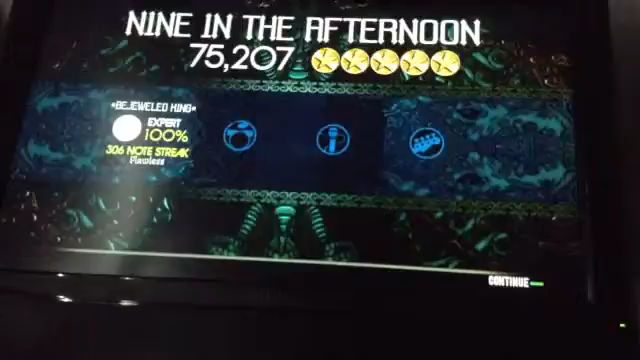 NINE IN THE AFTERNOON
75,207
*BEJEWELED KING*
EXPERT
100%
306 NOTE STREAK
Flawless
CONTINUE